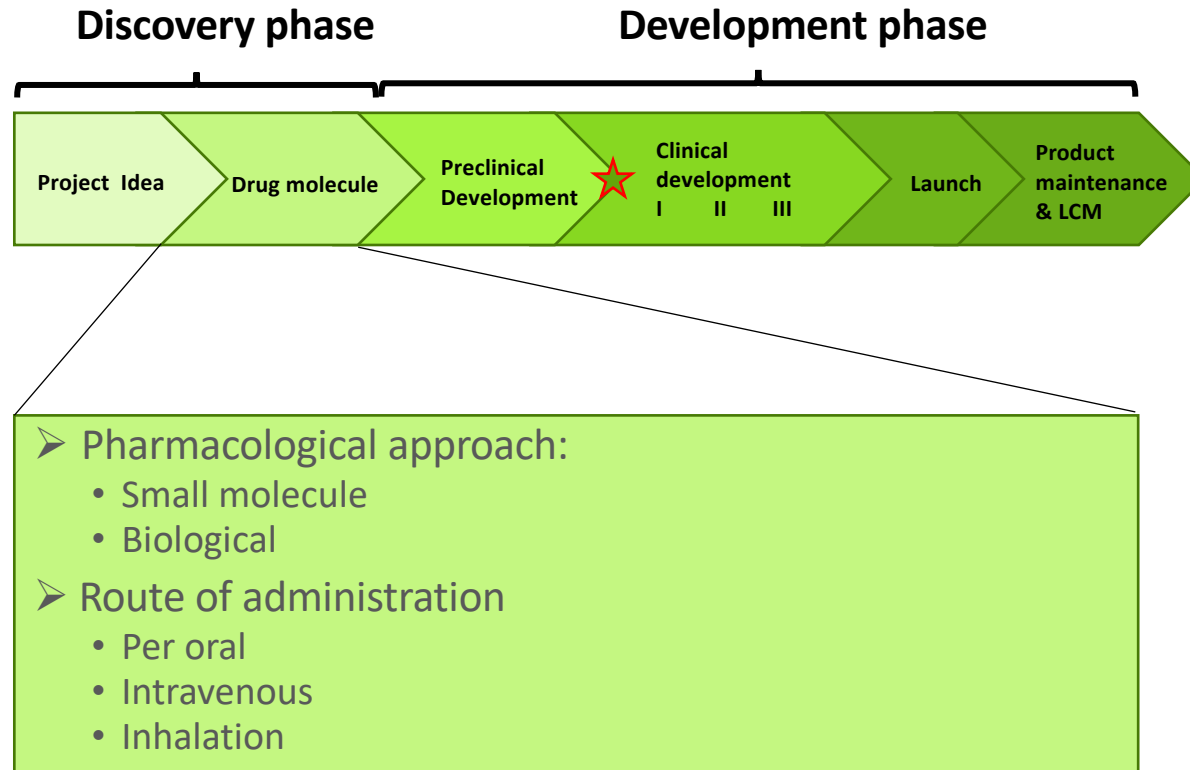 Discovery phase
Development phase
Project Idea
Drug molecule
Preclinical
Development
Clinical
development
I II III
Launch
Product
maintenance
& LCM
➢ Pharmacological approach:
• Small molecule
• Biological
➢ Route of administration
• Per oral
• Intravenous
• Inhalation